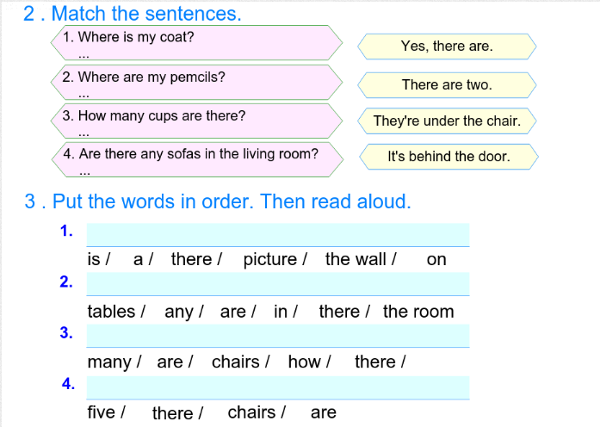 2 . Match the sentences.
1. Where is my coat?
...
Yes, there are.
2. Where are my pemcils?
...
There are two.
3. How many cups are there?
...
They're under the chair.
4. Are there any sofas in the living room?
...
It's behind the door.
3 . Put the words in order. Then read aloud.
1.
is / a / there / picture / the wall / on
2.
tables / any / are / in / there / the room
3.
many / are / chairs / how / there /
4.
five / there / chairs / are